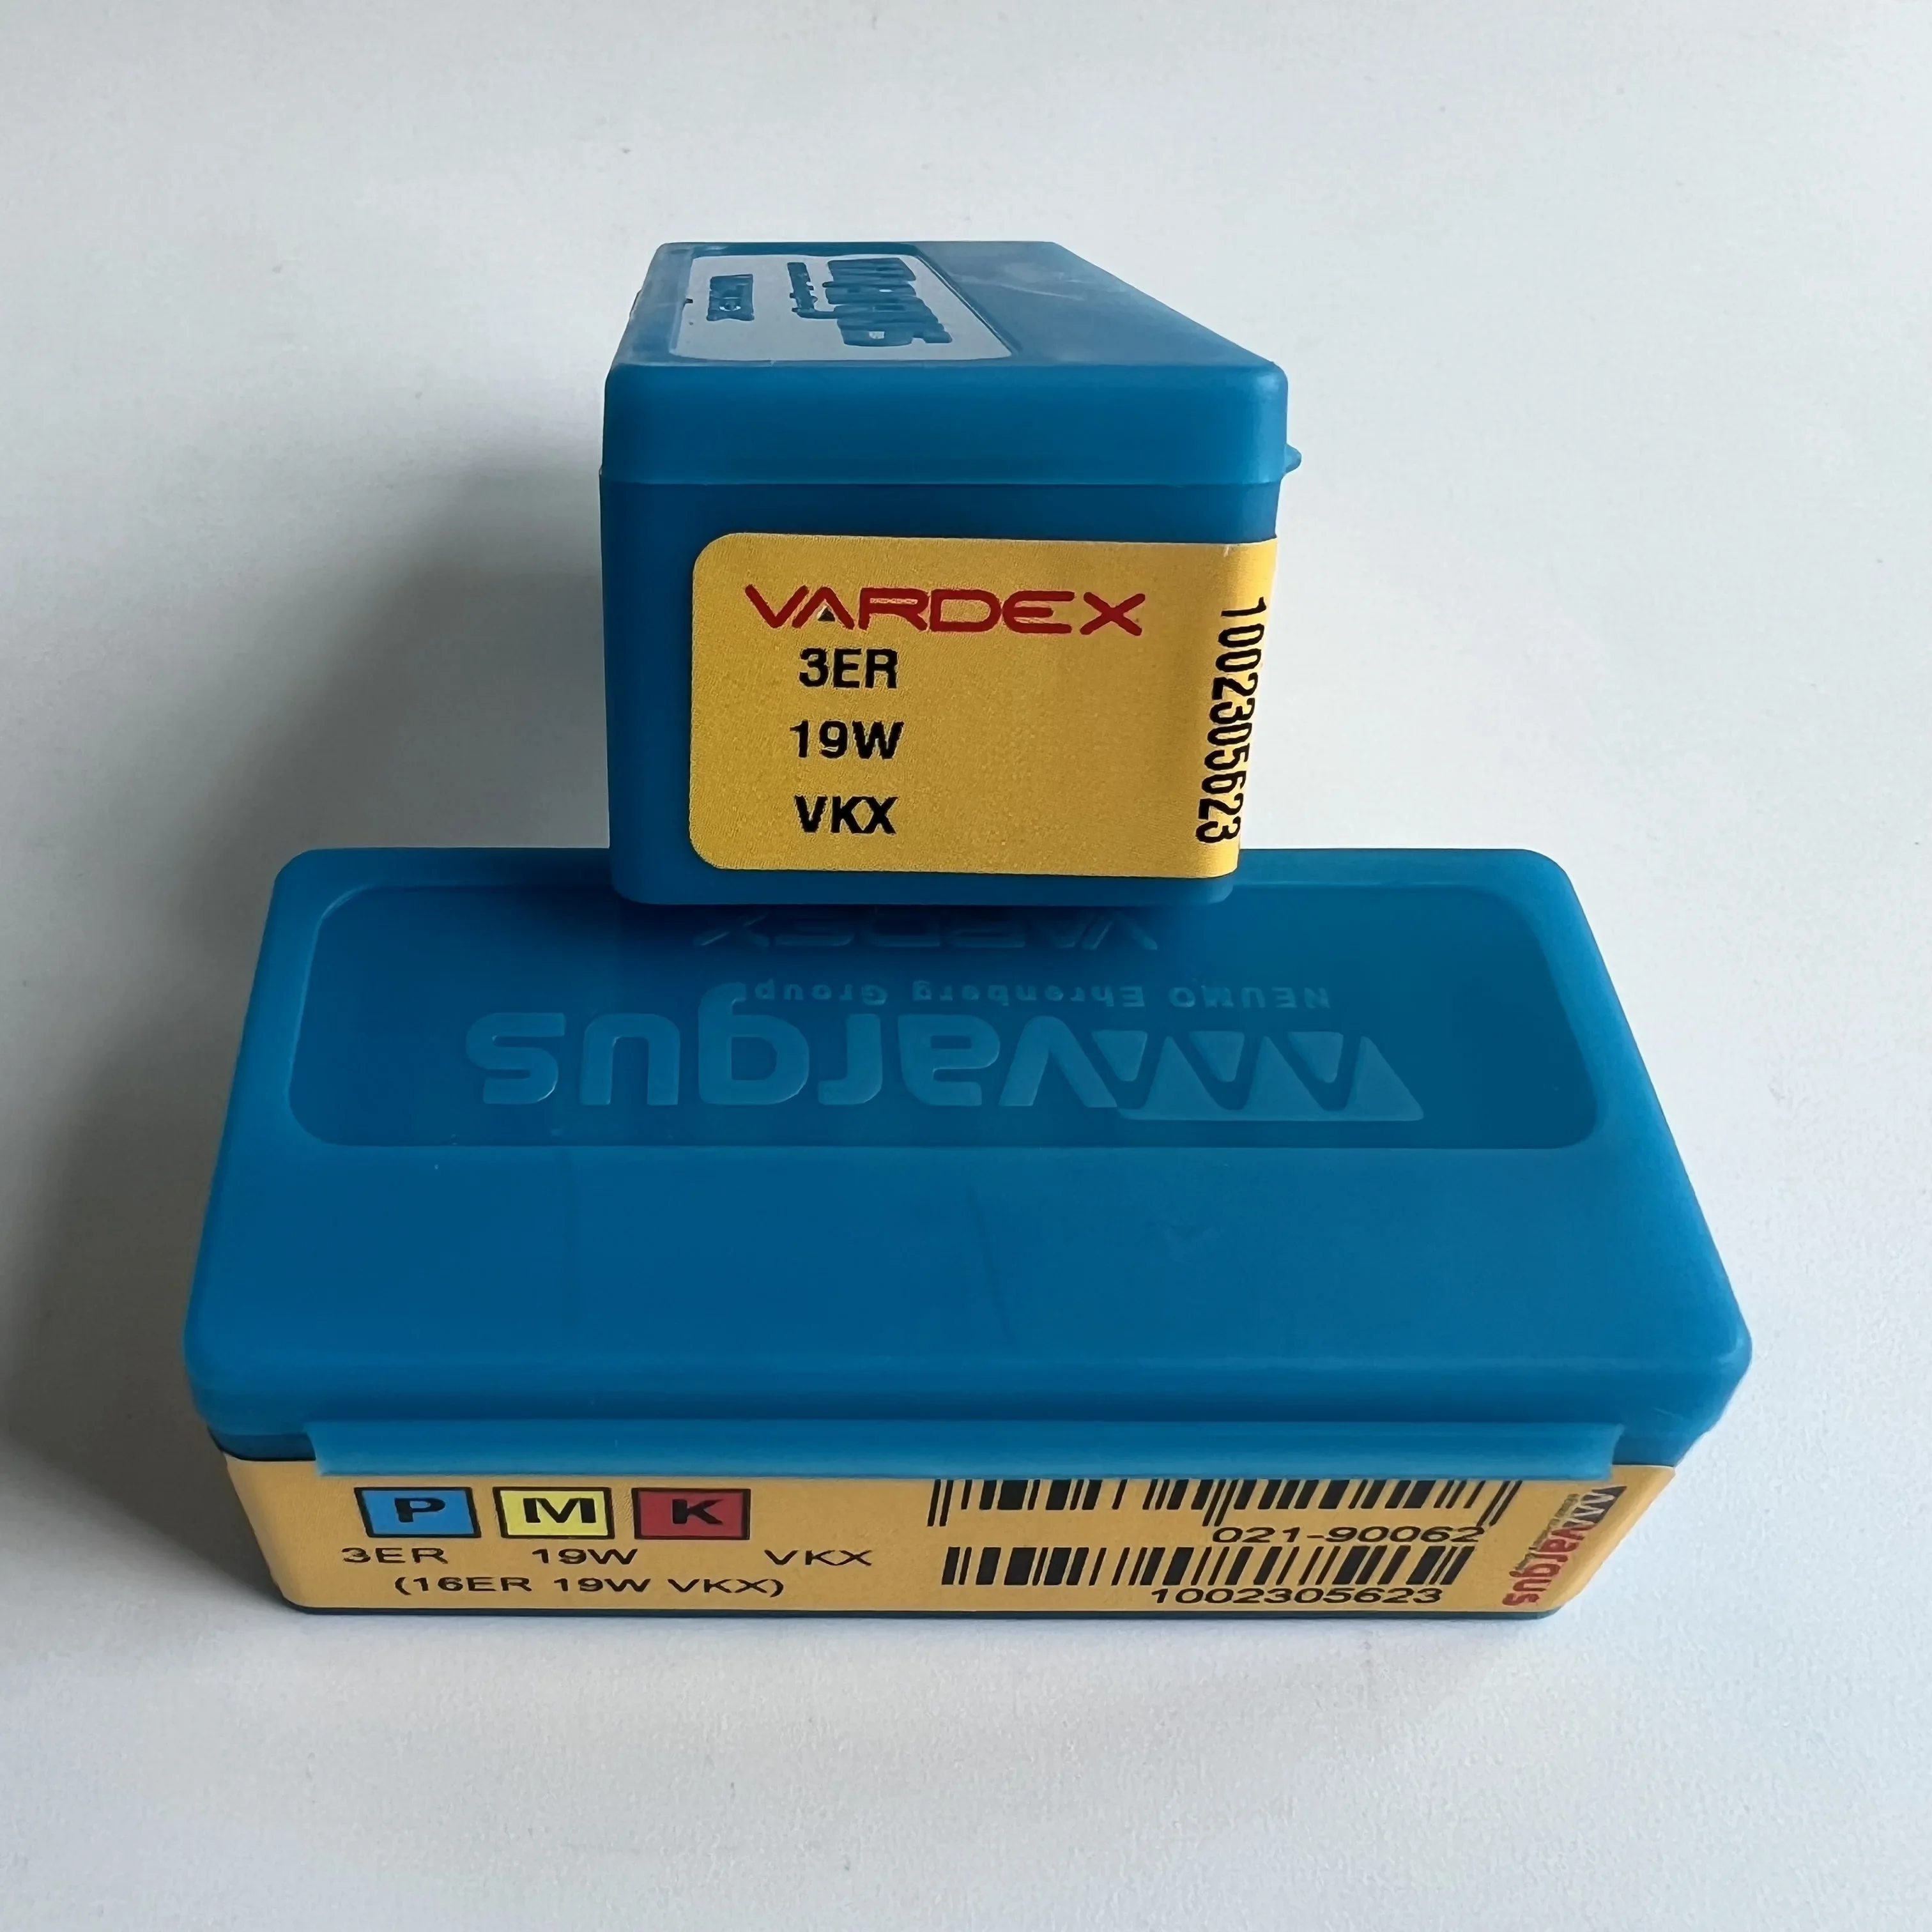 VARDEX
3ER
19W
VKX
1002305623
VARDEX
NEUMO Ehrenberg Group
vargus
P M K
3ER 19W VKX
(16ER 19W VKX)
021-90062
1002305623
vargus